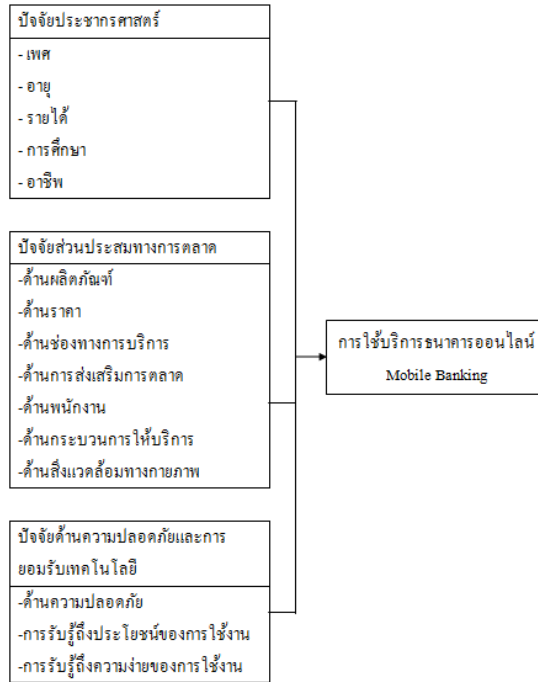 ปัจจัยประชากรศาสตร์
- เพศ
- อายุ
- รายได้
- การศึกษา
- อาชีพ
ปัจจัยส่วนประสมทางการตลาด
-ด้านผลิตภัณฑ์
-ด้านราคา
-ด้านช่องทางการบริการ
-ด้านการส่งเสริมการตลาด
-ด้านพนักงาน
-ด้านกระบวนการให้บริการ
-ด้านสิ่งแวดล้อมทางกายภาพ
ปัจจัยด้านความปลอดภัยและการ
ยอมรับเทคโนโลยี
-ด้านความปลอดภัย
-การรับรู้ถึงประโยชน์ของการใช้งาน
-การรับรู้ถึงความง่ายของการใช้งาน
การใช้บริการธนาคารออนไลน์
Mobile Banking